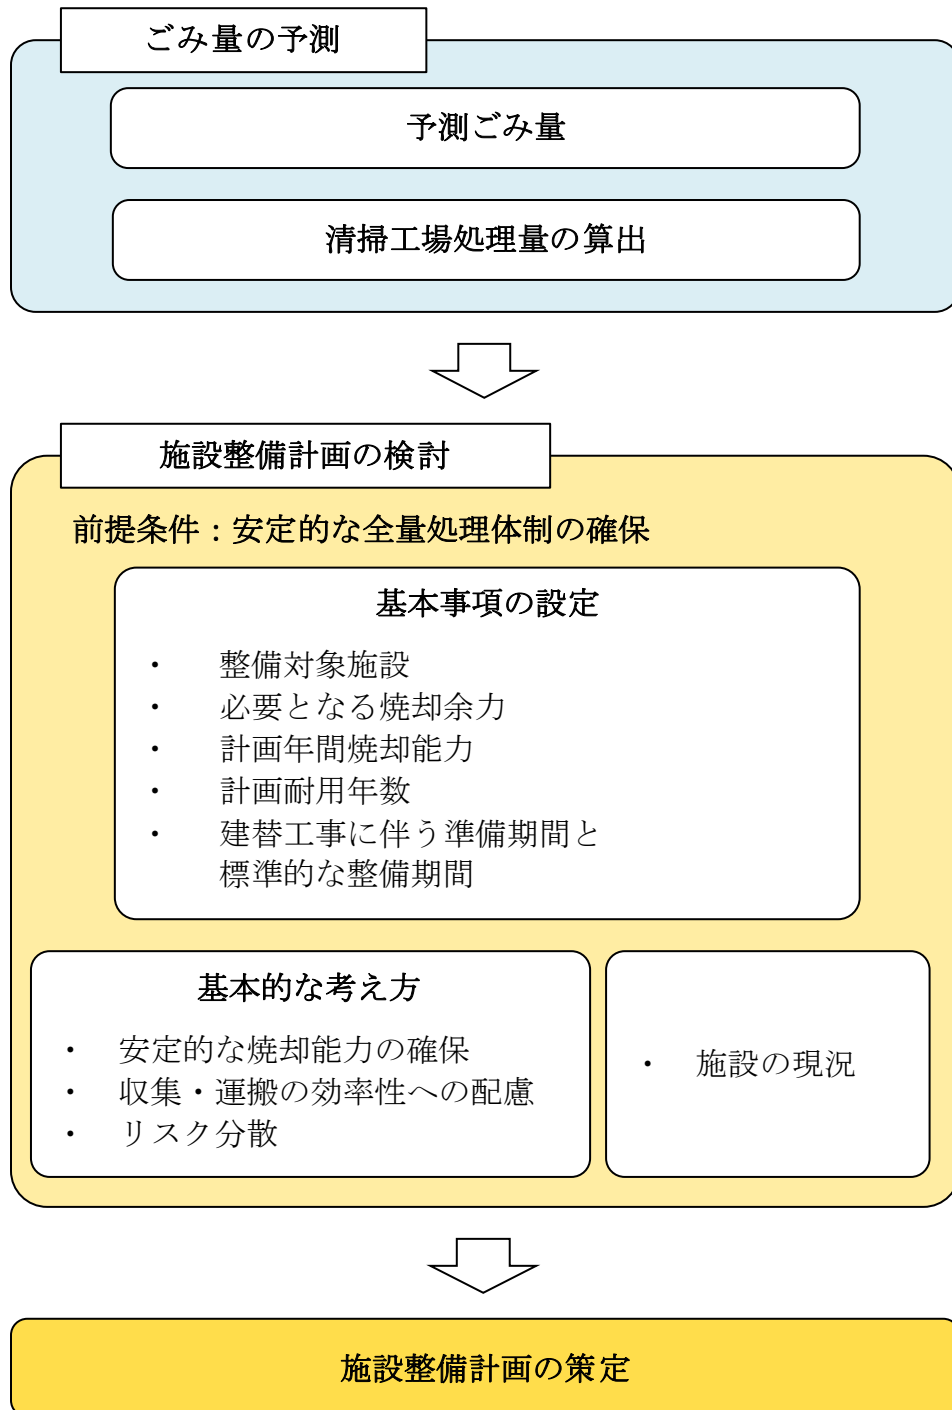 ごみ量の予測
予測ごみ量
清掃工場処理量の算出
施設整備計画の検討
前提条件：安定的な全量処理体制の確保
基本事項の設定
・ 整備対象施設
・ 必要となる焼却余力
・ 計画年間焼却能力
・ 計画耐用年数
・ 建替工事に伴う準備期間と
標準的な整備期間
基本的な考え方
・ 安定的な焼却能力の確保
・ 収集・運搬の効率性への配慮
・ リスク分散
・ 施設の現況
施設整備計画の策定